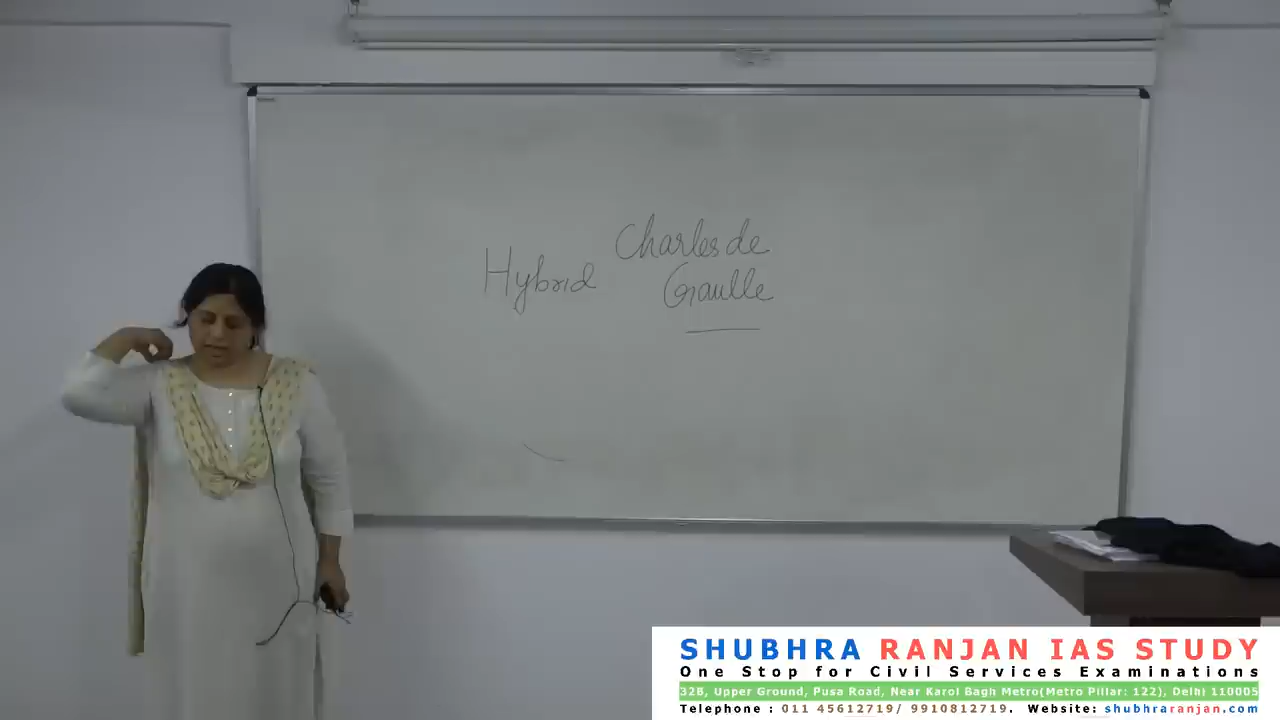 Charles de
Hybrid Gaulle
SHUBHRA RANJAN IAS STUDY
One Stop for Civil Services Examinations
32B, Upper Ground, Pusa Road, Near Karol Bagh Metro(Metro Pillar: 122), Delhi 110005
Telephone : 011 45612719/ 9910812719. Website: shubhraranjan.com